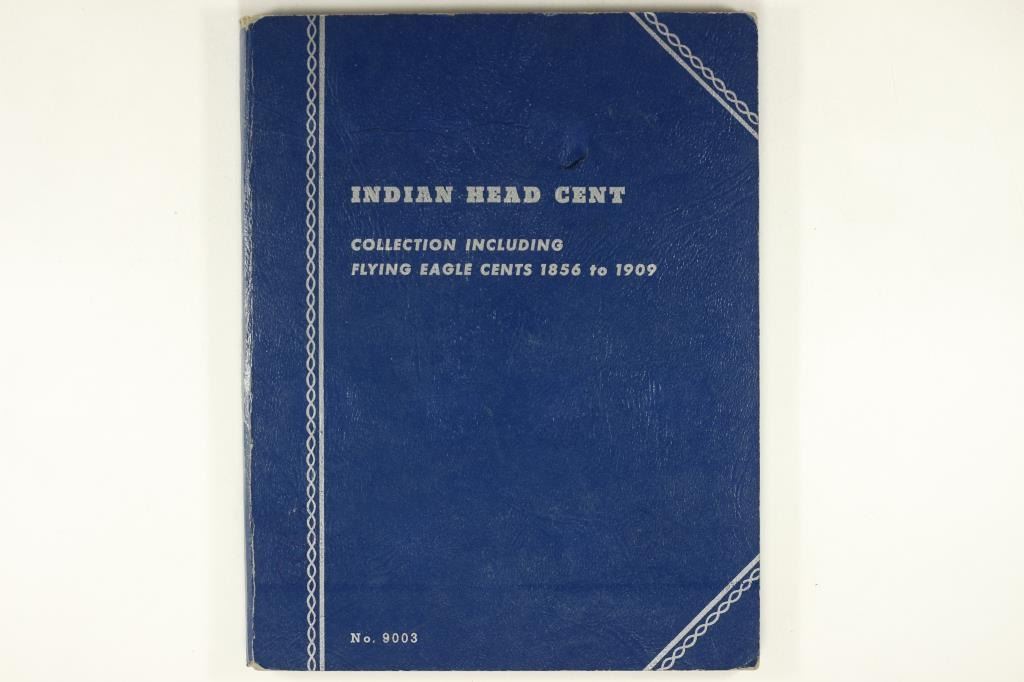 INDIAN HEAD CENT
COLLECTION INCLUDING
FLYING EAGLE CENTS 1856 to 1909
No. 9003